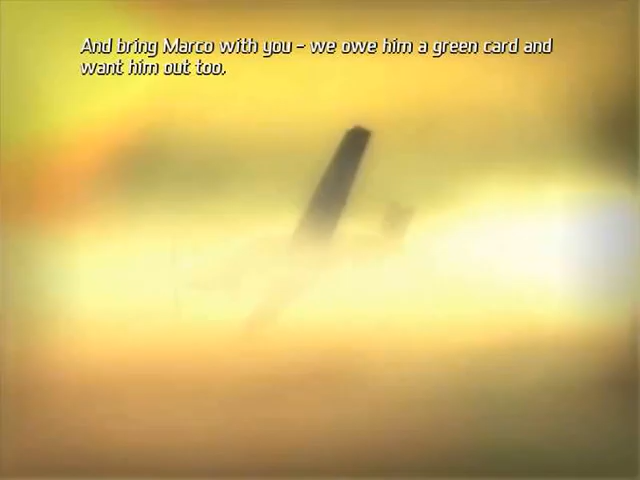 And bring Marco with you - we owe him a green card and
want him out too.